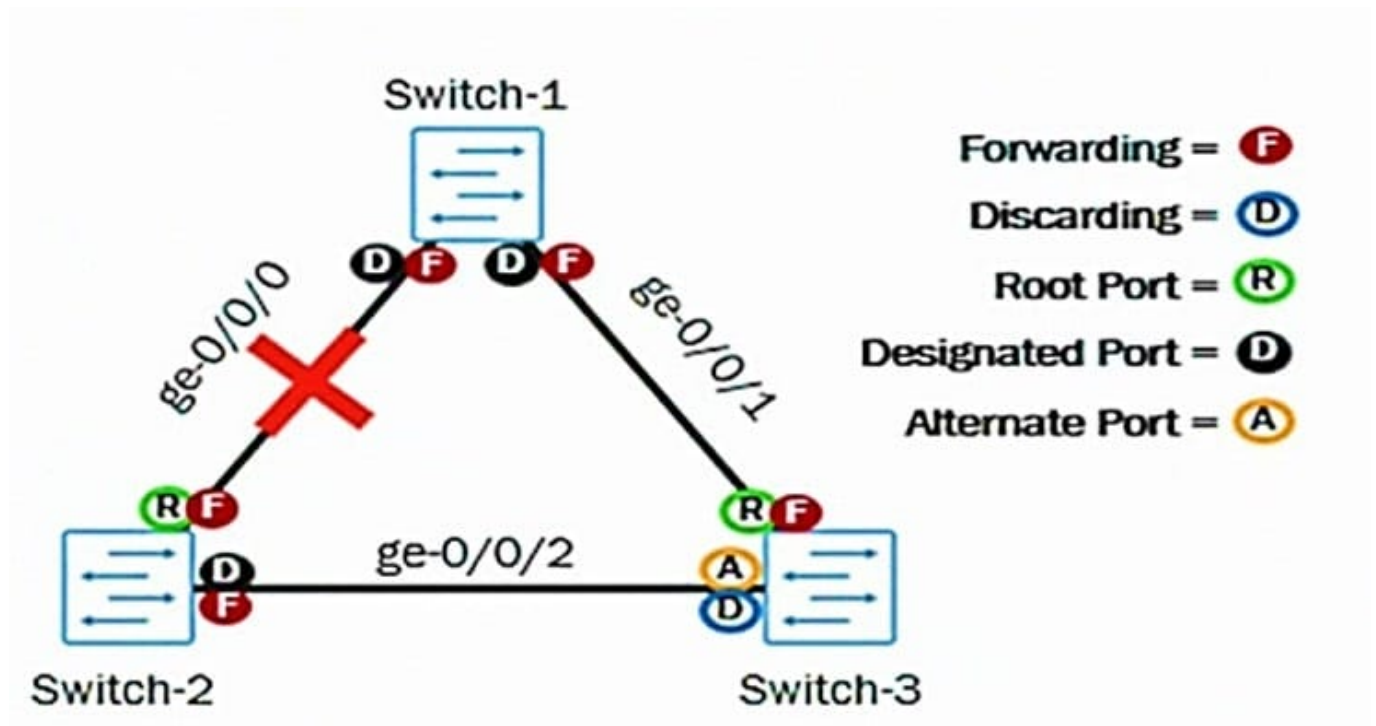 Switch-1
Forwarding = F
Discarding = D
Root Port = R
Designated Port = D
Alternate Port = A
D F D F
ge-0/0/0
ge-0/0/1
R F
R F
D
F
ge-0/0/2
A
D
Switch-2
Switch-3